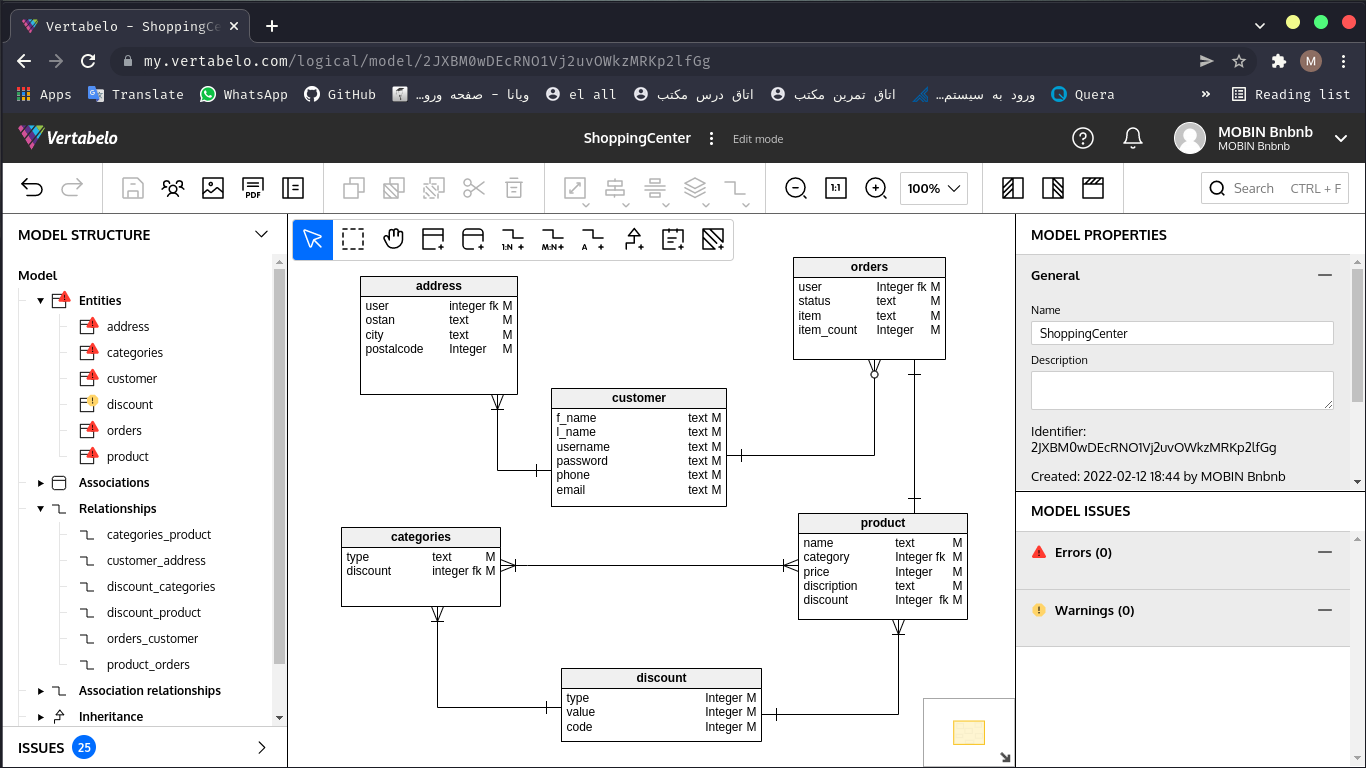 Vertabelo - ShoppingCe
my.vertabelo.com/logical/model/2JXBM0wDEcRNO1Vj2uvOWkzMRKp2lfGg
M
Apps Translate WhatsApp GitHub ویانا - صفحه ورو... el all اتاق درس مکتب اتاق تمرین مکتب ورود به سیستم... Quera » Reading list
Vertabelo
ShoppingCenter Edit mode
MOBIN Bnbnb
MOBIN Bnbnb
PDF 1:1 100% Search CTRL + F
MODEL STRUCTURE
Model
Entities
address
categories
customer
discount
orders
product
Associations
Relationships
categories_product
customer_address
discount_categories
discount_product
orders_customer
product_orders
Association relationships
Inheritance
ISSUES 25
1:N M:N A
address
user integer fk M
ostan text M
city text M
postalcode Integer M
orders
user Integer fk M
status text M
item text M
item_count Integer M
customer
f_name text M
l_name text M
username text M
password text M
phone text M
email text M
categories
type text M
discount integer fk M
product
name text M
category Integer fk M
price Integer M
discription text M
discount Integer fk M
discount
type Integer M
value Integer M
code Integer M
MODEL PROPERTIES
General
Name
ShoppingCenter
Description
Identifier:
2JXBM0wDEcRNO1Vj2uvOWkzMRKp2lfGg
Created: 2022-02-12 18:44 by MOBIN Bnbnb
MODEL ISSUES
Errors (0)
Warnings (0)